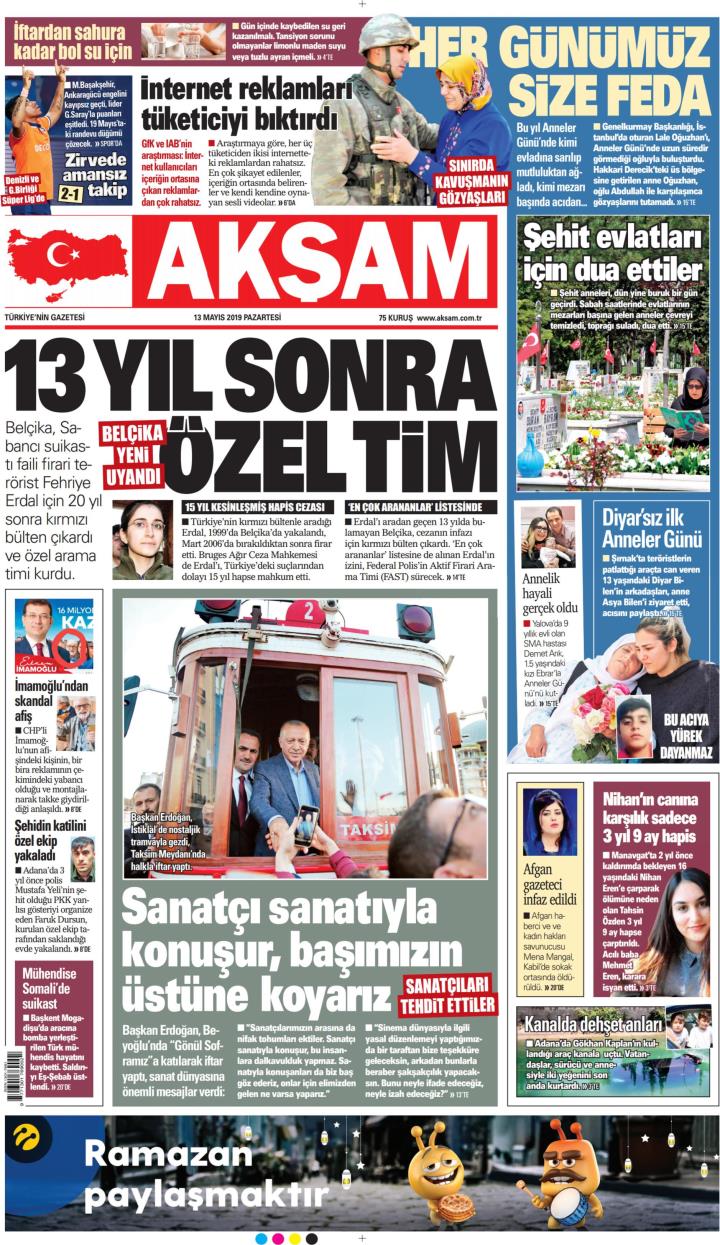 İftardan sahura
kadar bol su için
■ Gün içinde kaybedilen su geri
kazanılmalı. Tansiyon sorunu
olmayanlar limonlu maden suyu
veya tuzlu ayran içmeli. » 4'TE
■ M.Başakşehir,
Ankaragücü engelini
kayıpsız geçti, lider
G.Saray'la puanları
eşitledi. 19 Mayıs'ta-
ki randevu düğümü
çözecek. » SPOR'DA
Zirvede
amansız
2-1 takip
Denizli ve
G.Birliği
Süper Lig'de
İnternet reklamları
tüketiciyi bıktırdı
GfK ve IAB'nin
araştırması: İnter-
net kullanıcıları
içeriğin ortasına
çıkan reklamlar-
dan çok rahatsız.
■ Araştırmaya göre, her üç
tüketiciden ikisi internette-
ki reklamlardan rahatsız.
En çok şikayet edilenler,
içeriğin ortasında belirenler
ve kendi kendine oyna-
yan sesli videolar. » 6'DA
SINIRDA
KAVUŞMANIN
GÖZYAŞLARI
HER GÜNÜMÜZ
SİZE FEDA
Bu yıl Anneler
Günü'nde kimi
evladına sarılıp
mutluluktan ağ-
ladı, kimi mezarı
başında acıdan...
■ Genelkurmay Başkanlığı, İs-
tanbul'da oturan Lale Oğuzhan'ı,
Anneler Günü'nde uzun süredir
görmediği oğluyla buluşturdu.
Hakkari Derecik'teki üs bölge-
sine getirilen anne Oğuzhan,
oğlu Abdullah ile karşılaşınca
gözyaşlarını tutamadı. » 15'TE
AKŞAM
TÜRKİYE'NİN GAZETESİ
13 MAYIS 2019 PAZARTESİ
75 KURUŞ www.aksam.com.tr
Şehit evlatları
için dua ettiler
■ Şehit anneleri, dün yine buruk bir gün
geçirdi. Sabah saatlerinde evlatlarının
mezarları başına gelen anneler çevreyi
temizledi, toprağı suladı, dua etti. » 15'TE
13 YIL SONRA
ÖZEL TİM
BELÇİKA
YENİ
UYANDI
Belçika, Sa-
bancı suikas-
tı faili firari te-
rörist Fehriye
Erdal için 20 yıl
sonra kırmızı
bülten çıkardı
ve özel arama
timi kurdu.
15 YIL KESİNLEŞMİŞ HAPİS CEZASI
■ Türkiye'nin kırmızı bültenle aradığı
Erdal, 1999'da Belçika'da yakalandı,
Mart 2006'da bırakıldıktan sonra firar
etti. Bruges Ağır Ceza Mahkemesi
de Erdal'ı, Türkiye'deki suçlarından
dolayı 15 yıl hapse mahkum etti.
'EN ÇOK ARANANLAR' LİSTESİNDE
■ Erdal'ı aradan geçen 13 yılda bu-
lamayan Belçika, cezanın infazı
için kırmızı bülten çıkardı. 'En çok
arananlar' listesine de alınan Erdal'ın
izini, Federal Polis'in Aktif Firari Ara-
ma Timi (FAST) sürecek. » 14'TE
Annelik
hayali
gerçek oldu
■ Yalova'da 9
yıllık evli olan
SMA hastası
Demet Arık,
1.5 yaşındaki
kızı Ebrar'la
Anneler Gü-
nü'nü kut-
ladı. » 15'TE
Diyar'sız ilk
Anneler Günü
■ Şırnak'ta teröristlerin
patlattığı araçta can veren
13 yaşındaki Diyar Bi-
len'in arkadaşları, anne
Asya Bilen'i ziyaret etti,
acısını paylaştı. » 15'TE
BU ACIYA
YÜREK
DAYANMAZ
16 MİLYON
KAZ
Ekrem
İMAMOĞLU
İmamoğlu'ndan
skandal
afiş
■ CHP'li
İmamoğ-
lu'nun afi-
şindeki kişinin, bir
bira reklamının çe-
kimindeki yabancı
olduğu ve montajla-
narak takke giydiril-
diği anlaşıldı. » 8'DE
Şehidin katilini
özel ekip
yakaladı
■ Adana'da 3
yıl önce polis
Mustafa Yeli'nin şe-
hit olduğu PKK yan-
lısı gösteriyi organize
eden Faruk Dursun,
kurulan özel ekip ta-
rafından saklandığı
evde yakalandı. » 8'DE
Mühendise
Somali'de
suikast
■ Başkent Moga-
dişu'da aracına
bomba yerleşti-
rilen Türk mü-
hendis hayatını
kaybetti. Saldırı-
yı Eş-Şebab üst-
lendi. » 20'DE
2
TAKSİM
Başkan Erdoğan,
İstiklal'de nostaljik
tramvayla gezdi,
Taksim Meydanı'nda
halkla iftar yaptı.
Sanatçı sanatıyla
konuşur, başımızın
üstüne koyarız
SANATÇILARI
TEHDİT ETTİLER
Başkan Erdoğan, Be-
yoğlu'nda "Gönül Sof-
ramız"a katılarak iftar
yaptı, sanat dünyasına
önemli mesajlar verdi:
■ "Sanatçılarımızın arasına da
nifak tohumları ektiler. Sanatçı
sanatıyla konuşur, bu insan-
lara dalkavukluk yapmaz. Sa-
natıyla konuşanları da biz baş
göz ederiz, onlar için elimizden
gelen ne varsa yaparız."
■ "Sinema dünyasıyla ilgili
yasal düzenlemeyi yaptığımız-
da bir taraftan bize teşekküre
geleceksin, arkadan bunlarla
beraber şakşakçılık yapacak-
san. Bunu neyle ifade edeceğiz,
neyle izah edeceğiz?" » 13'TE
Afgan
gazeteci
infaz edildi
■ Afgan ha-
berci ve ve
kadın hakları
savunucusu
Mena Mangal,
Kabil'de sokak
ortasında öldü-
rüldü. » 20'DE
Nihan'ın canına
karşılık sadece
3 yıl 9 ay hapis
■ Manavgat'ta 2 yıl önce
kaldırımda bekleyen 16
yaşındaki Nihan
Eren'e çarparak
ölümüne neden
olan Tahsin
Özden 3 yıl
9 ay hapse
çarptırıldı.
Acılı baba
Mehmet
Eren, karara
isyan etti. » 3'TE
Kanalda dehşet anları
■ Adana'da Gökhan Kaplan'ın kul-
landığı araç kanala uçtu. Vatan-
daşlar, sürücü ve anne-
siyle iki yeğenini son
anda kurtardı. » 3'TE
Ramazan
paylaşmaktır